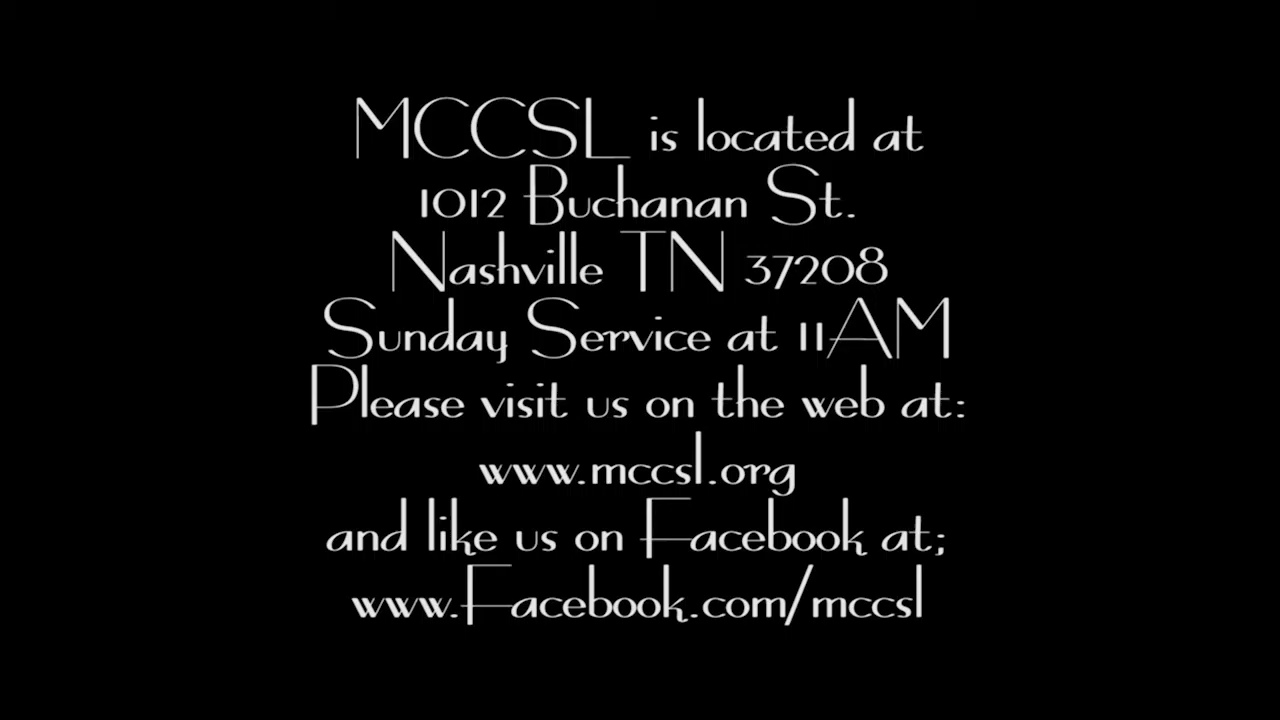 MCCSL is located at
1012 Buchanan St.
Nashville TN 37208
Sunday Service at 11AM
Please visit us on the web at:
www.mccsl.org
and like us on Facebook at;
www.Facebook.com/mccsl